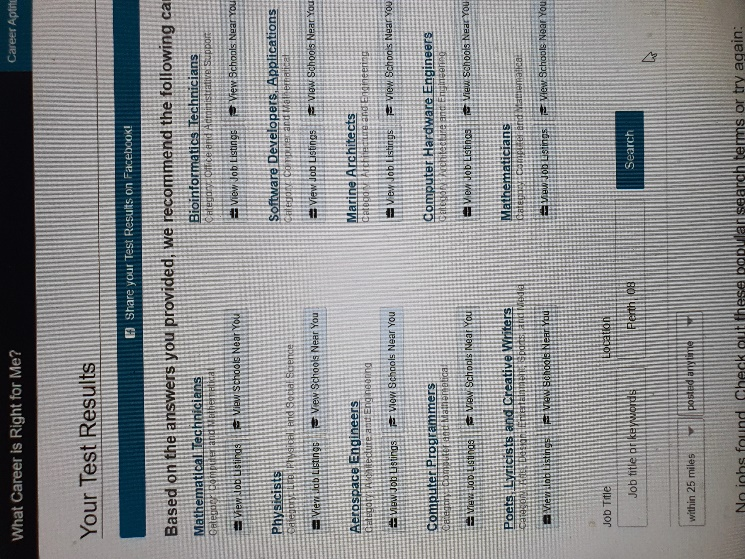 What Career is Right for Me?
Career Aptitu
Your Test Results
Share your Test Results on Facebook!
Based on the answers you provided, we recommend the following ca
Mathematical Technicians
Category: Computer and Mathematical
View Job Listings View Schools Near You
Bioinformatics Technicians
Category: Office and Administrative Support
View Job Listings View Schools Near You
Physicists
Category: Life, Physical, and Social Science
View Job Listings View Schools Near You
Software Developers, Applications
Category: Computer and Mathematical
View Job Listings View Schools Near You
Aerospace Engineers
Category: Architecture and Engineering
View Job Listings View Schools Near You
Marine Architects
Category: Architecture and Engineering
View Job Listings View Schools Near You
Computer Programmers
Category: Computer and Mathematical
View Job Listings View Schools Near You
Computer Hardware Engineers
Category: Architecture and Engineering
View Job Listings View Schools Near You
Poets, Lyricists and Creative Writers
Category: Arts, Design, Entertainment, Sports, and Media
View Job Listings View Schools Near You
Mathematicians
Category: Computer and Mathematical
View Job Listings View Schools Near You
Job Title Location
Job title or keywords Perth, 08 Search
within 25 miles posted anytime
No jobs found. Check out these popular search terms or try again: